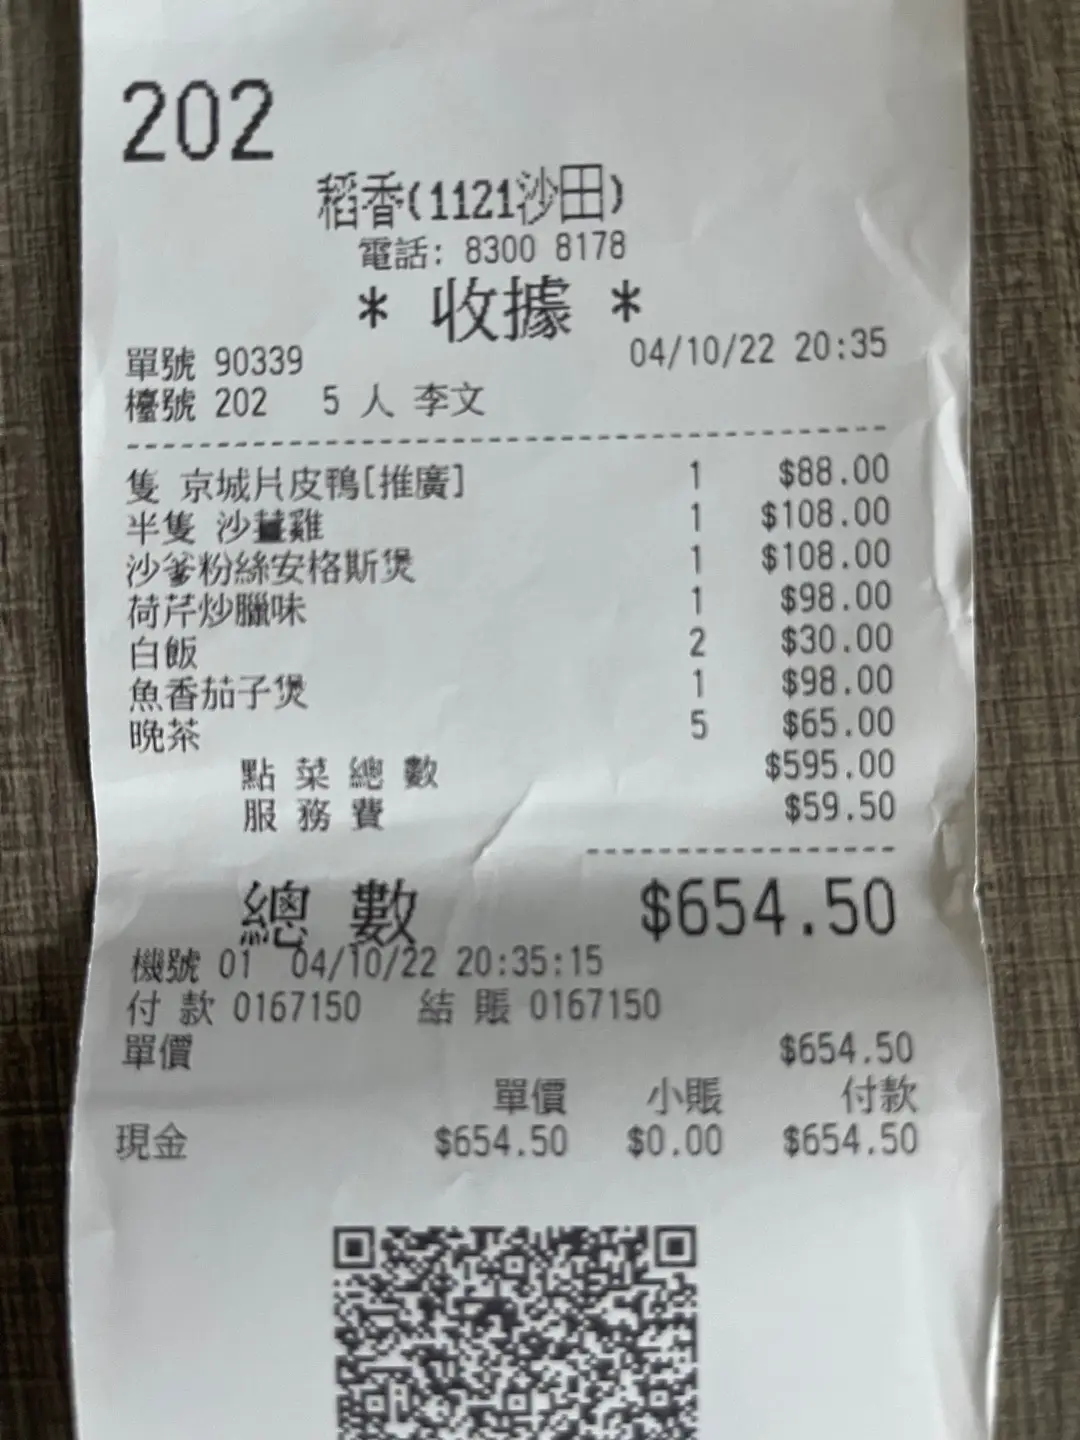 202
稻香(1121沙田)
電話: 8300 8178
* 收據 *
單號 90339 04/10/22 20:35
檯號 202 5 人 李文
隻 京城片皮鴨[推廣] 1 $88.00
半隻 沙薑雞 1 $108.00
沙爹粉絲安格斯煲 1 $108.00
荷芹炒臘味 1 $98.00
白飯 2 $30.00
魚香茄子煲 1 $98.00
晚茶 5 $65.00
點 菜 總 數 $595.00
服 務 費 $59.50
總 數 $654.50
機號 01 04/10/22 20:35:15
付 款 0167150 結 賬 0167150
單價 $654.50
單價 小賬 付款
現金 $654.50 $0.00 $654.50